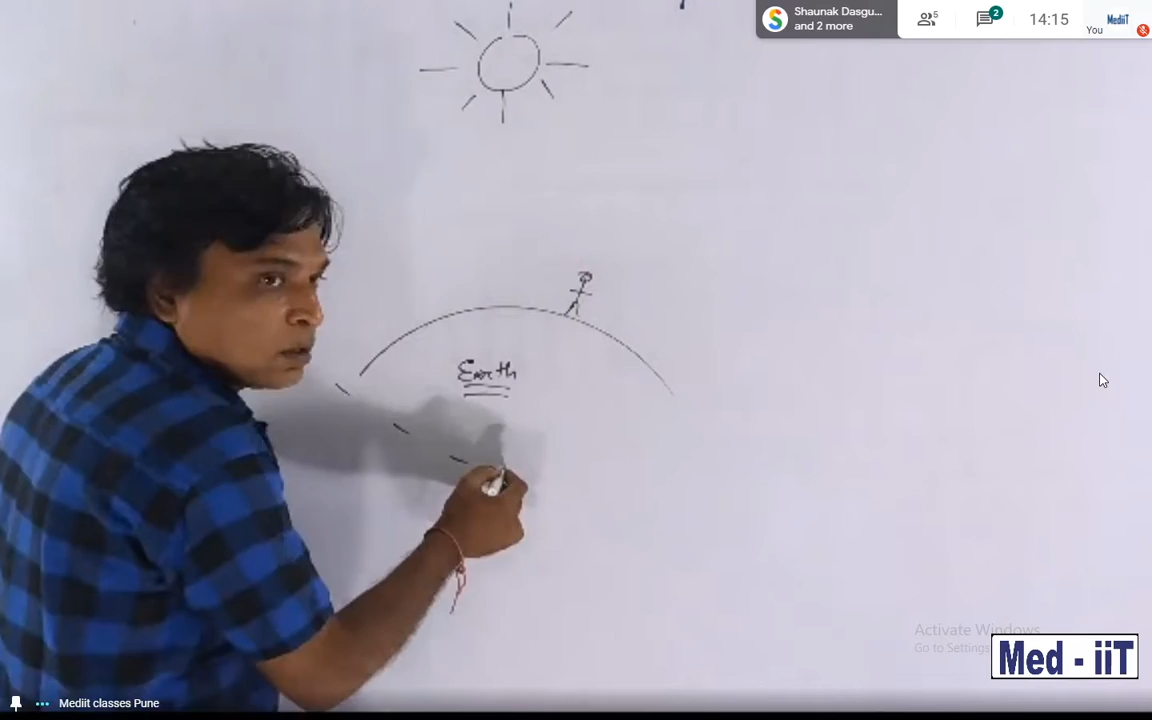 Shaunak Dasgu...
and 2 more
5
2
14:15
MediiT
You
Earth
Activate Windows
Go to Settings
Med - iiT
Mediit classes Pune